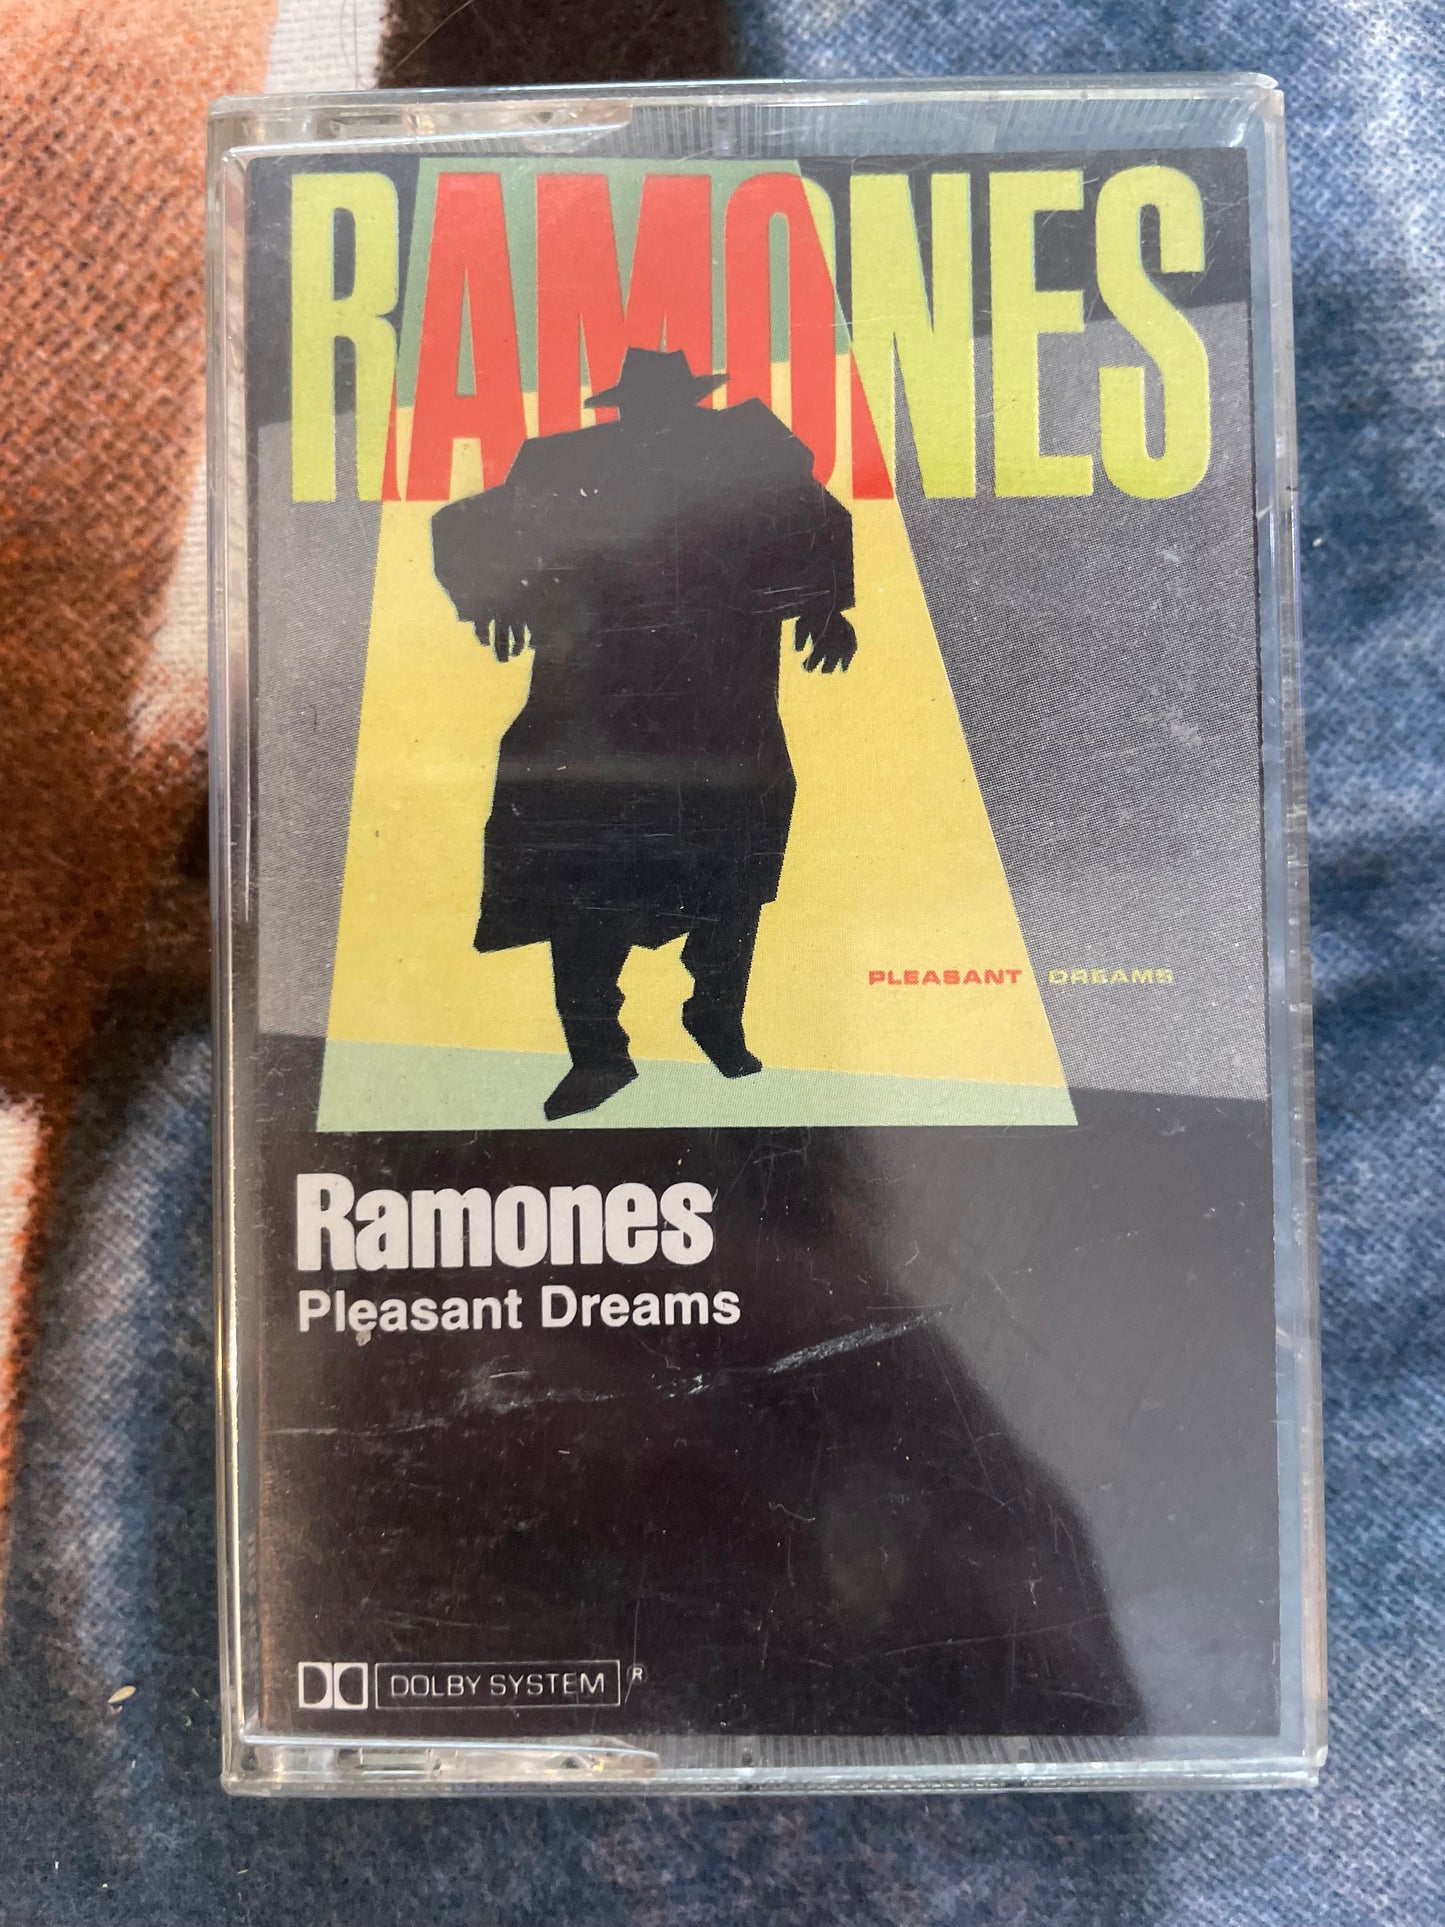 RAMONES
PLEASANT DREAMS
Ramones
Pleasant Dreams
DOLBY SYSTEM ®